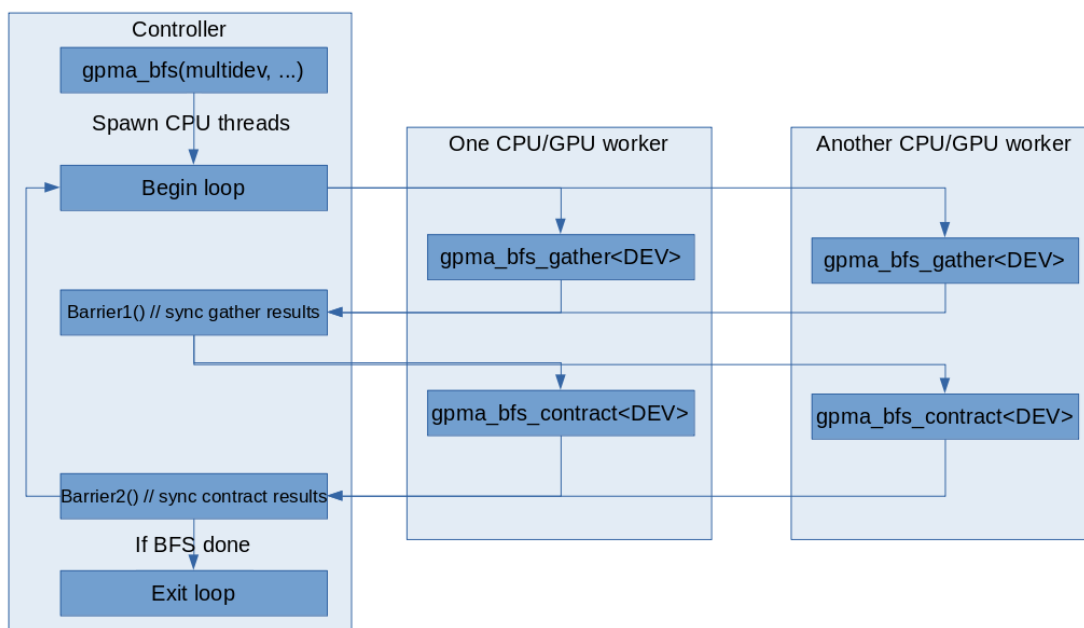 Controller
gpma_bfs(multidev, ...)
Spawn CPU threads
Begin loop
Barrier1() // sync gather results
Barrier2() // sync contract results
If BFS done
Exit loop
One CPU/GPU worker
gpma_bfs_gather<DEV>
gpma_bfs_contract<DEV>
Another CPU/GPU worker
gpma_bfs_gather<DEV>
gpma_bfs_contract<DEV>